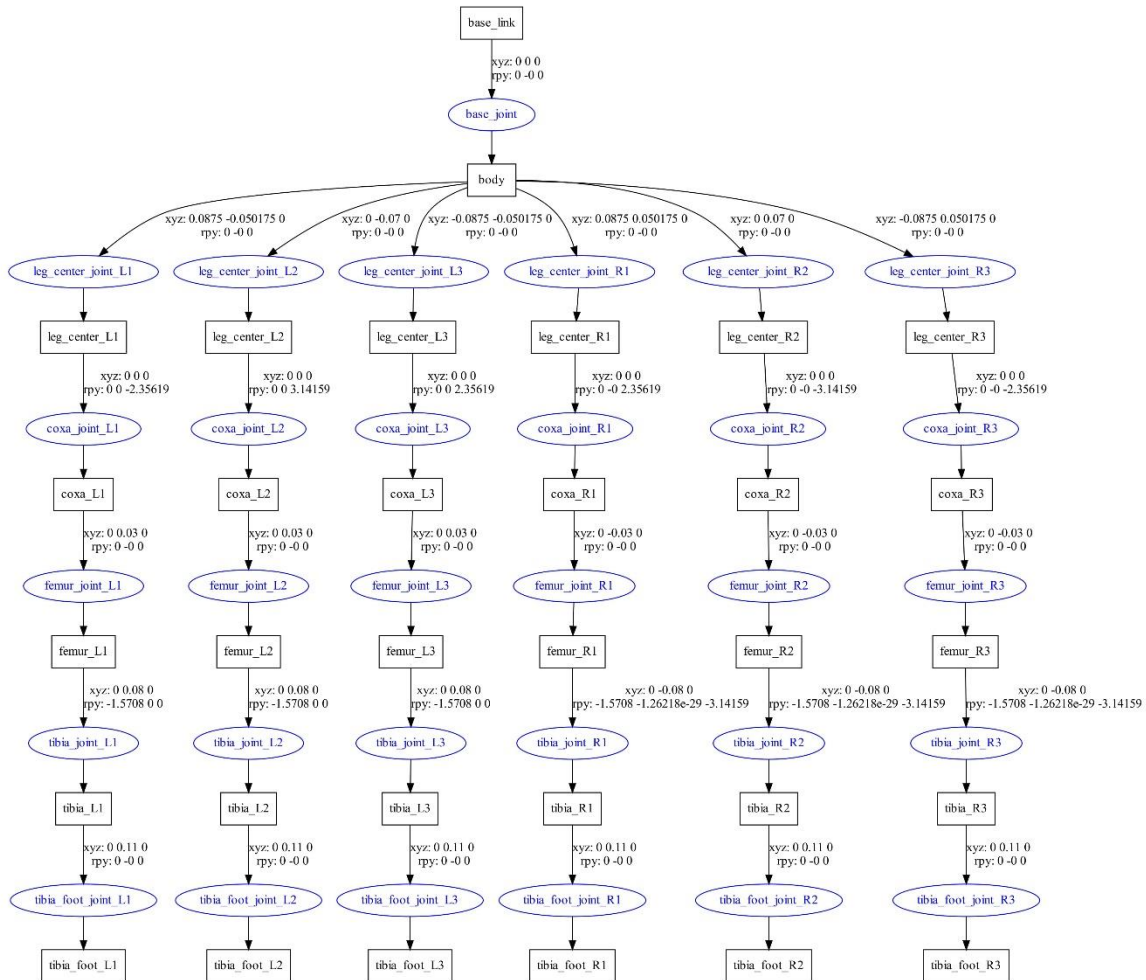 base_link
xyz: 0 0 0
rpy: 0 -0 0
base_joint
body
xyz: 0.0875 -0.050175 0
rpy: 0 -0 0
xyz: 0 -0.07 0
rpy: 0 -0 0
xyz: -0.0875 -0.050175 0
rpy: 0 -0 0
xyz: 0.0875 0.050175 0
rpy: 0 -0 0
xyz: 0 0.07 0
rpy: 0 -0 0
xyz: -0.0875 0.050175 0
rpy: 0 -0 0
leg_center_joint_L1
leg_center_joint_L2
leg_center_joint_L3
leg_center_joint_R1
leg_center_joint_R2
leg_center_joint_R3
leg_center_L1
leg_center_L2
leg_center_L3
leg_center_R1
leg_center_R2
leg_center_R3
xyz: 0 0 0
rpy: 0 0 -2.35619
xyz: 0 0 0
rpy: 0 0 3.14159
xyz: 0 0 0
rpy: 0 0 2.35619
xyz: 0 0 0
rpy: 0 -0 2.35619
xyz: 0 0 0
rpy: 0 -0 -3.14159
xyz: 0 0 0
rpy: 0 -0 -2.35619
coxa_joint_L1
coxa_joint_L2
coxa_joint_L3
coxa_joint_R1
coxa_joint_R2
coxa_joint_R3
coxa_L1
coxa_L2
coxa_L3
coxa_R1
coxa_R2
coxa_R3
xyz: 0 0.03 0
rpy: 0 -0 0
xyz: 0 0.03 0
rpy: 0 -0 0
xyz: 0 0.03 0
rpy: 0 -0 0
xyz: 0 -0.03 0
rpy: 0 -0 0
xyz: 0 -0.03 0
rpy: 0 -0 0
xyz: 0 -0.03 0
rpy: 0 -0 0
femur_joint_L1
femur_joint_L2
femur_joint_L3
femur_joint_R1
femur_joint_R2
femur_joint_R3
femur_L1
femur_L2
femur_L3
femur_R1
femur_R2
femur_R3
xyz: 0 0.08 0
rpy: -1.5708 0 0
xyz: 0 0.08 0
rpy: -1.5708 0 0
xyz: 0 0.08 0
rpy: -1.5708 0 0
xyz: 0 -0.08 0
rpy: -1.5708 -1.26218e-29 -3.14159
xyz: 0 -0.08 0
rpy: -1.5708 -1.26218e-29 -3.14159
xyz: 0 -0.08 0
rpy: -1.5708 -1.26218e-29 -3.14159
tibia_joint_L1
tibia_joint_L2
tibia_joint_L3
tibia_joint_R1
tibia_joint_R2
tibia_joint_R3
tibia_L1
tibia_L2
tibia_L3
tibia_R1
tibia_R2
tibia_R3
xyz: 0 0.11 0
rpy: 0 -0 0
xyz: 0 0.11 0
rpy: 0 -0 0
xyz: 0 0.11 0
rpy: 0 -0 0
xyz: 0 0.11 0
rpy: 0 -0 0
xyz: 0 0.11 0
rpy: 0 -0 0
xyz: 0 0.11 0
rpy: 0 -0 0
tibia_foot_joint_L1
tibia_foot_joint_L2
tibia_foot_joint_L3
tibia_foot_joint_R1
tibia_foot_joint_R2
tibia_foot_joint_R3
tibia_foot_L1
tibia_foot_L2
tibia_foot_L3
tibia_foot_R1
tibia_foot_R2
tibia_foot_R3